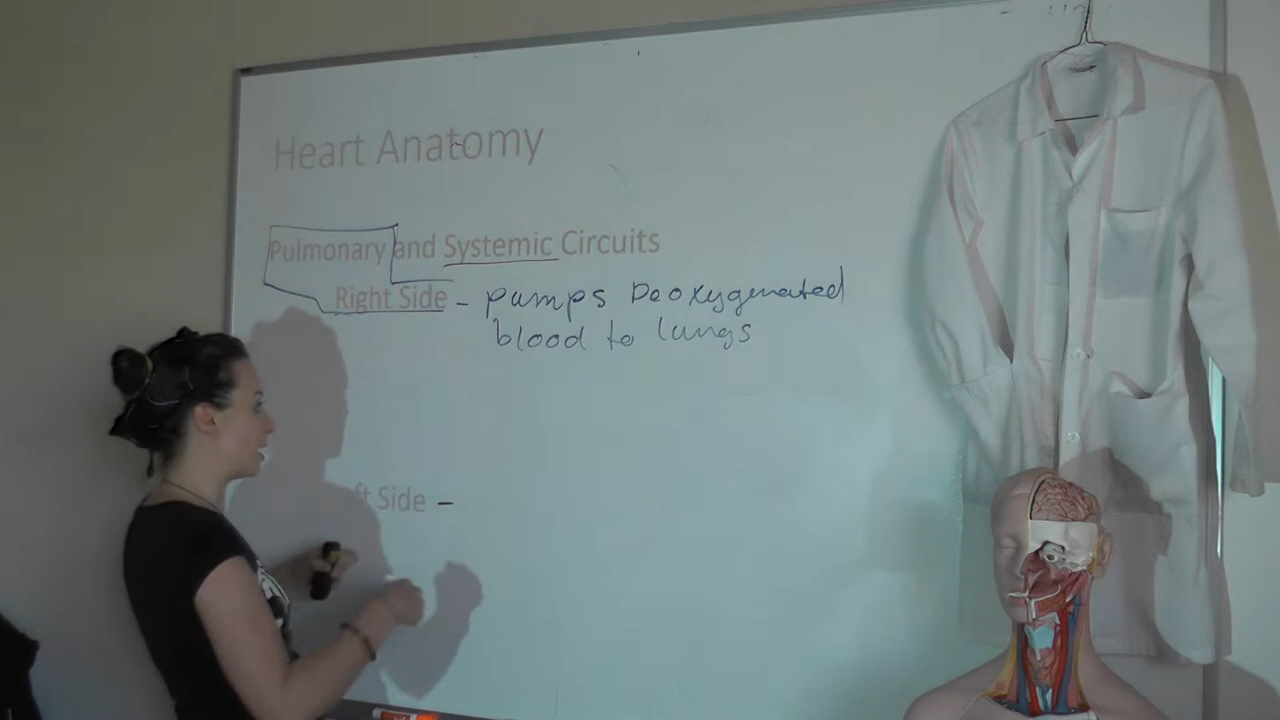 Heart Anatomy
Pulmonary and Systemic Circuits
Right Side – pumps Deoxygenated
blood to lungs
Side –